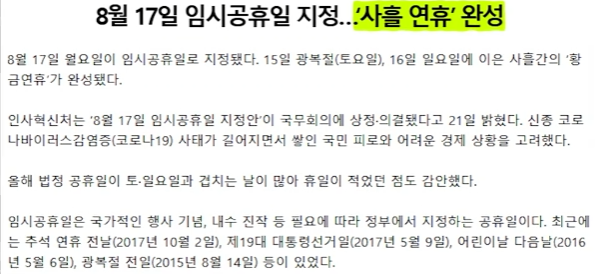 8월 17일 임시공휴일 지정…‘사흘 연휴’ 완성
8월 17일 월요일이 임시공휴일로 지정됐다. 15일 광복절(토요일), 16일 일요일에 이은 사흘간의 ‘황
금연휴’가 완성됐다.
인사혁신처는 ‘8월 17일 임시공휴일 지정안’이 국무회의에 상정·의결됐다고 21일 밝혔다. 신종 코로
나바이러스감염증(코로나19) 사태가 길어지면서 쌓인 국민 피로와 어려운 경제 상황을 고려했다.
올해 법정 공휴일이 토·일요일과 겹치는 날이 많아 휴일이 적었던 점도 감안했다.
임시공휴일은 국가적인 행사 기념, 내수 진작 등 필요에 따라 정부에서 지정하는 공휴일이다. 최근에
는 추석 연휴 전날(2017년 10월 2일), 제19대 대통령선거일(2017년 5월 9일), 어린이날 다음날(2016
년 5월 6일), 광복절 전일(2015년 8월 14일) 등이 있었다.